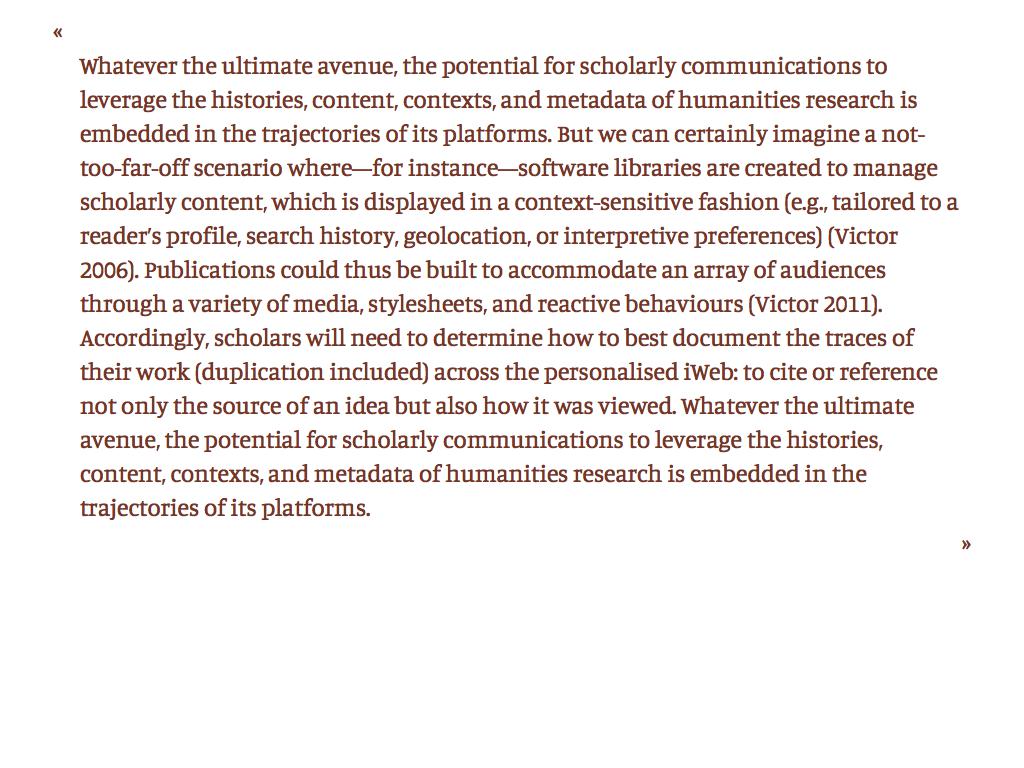 «
Whatever the ultimate avenue, the potential for scholarly communications to
leverage the histories, content, contexts, and metadata of humanities research is
embedded in the trajectories of its platforms. But we can certainly imagine a not-
too-far-off scenario where—for instance—software libraries are created to manage
scholarly content, which is displayed in a context-sensitive fashion (e.g., tailored to a
reader’s profile, search history, geolocation, or interpretive preferences) (Victor
2006). Publications could thus be built to accommodate an array of audiences
through a variety of media, stylesheets, and reactive behaviours (Victor 2011).
Accordingly, scholars will need to determine how to best document the traces of
their work (duplication included) across the personalised iWeb: to cite or reference
not only the source of an idea but also how it was viewed. Whatever the ultimate
avenue, the potential for scholarly communications to leverage the histories,
content, contexts, and metadata of humanities research is embedded in the
trajectories of its platforms.
»